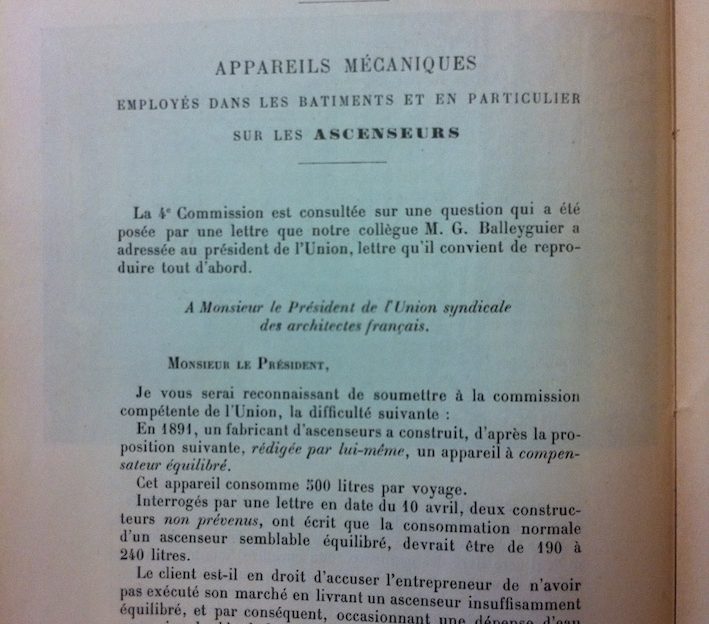 APPAREILS MÉCANIQUES
EMPLOYÉS DANS LES BATIMENTS ET EN PARTICULIER
SUR LES ASCENSEURS
La 4e Commission est consultée sur une question qui a été
posée par une lettre que notre collègue M. G. Balleyguier a
adressée au président de l'Union, lettre qu'il convient de repro-
duire tout d'abord.
A Monsieur le Président de l'Union syndicale
des architectes français.
MONSIEUR LE PRÉSIDENT,
Je vous serai reconnaissant de soumettre à la commission
compétente de l'Union, la difficulté suivante :
En 1891, un fabricant d'ascenseurs a construit, d'après la pro-
position suivante, rédigée par lui-même, un appareil à compen-
sateur équilibré.
Cet appareil consomme 500 litres par voyage.
Interrogés par une lettre en date du 10 avril, deux construc-
teurs non prévenus, ont écrit que la consommation normale
d'un ascenseur semblable équilibré, devrait être de 190 à
240 litres.
Le client est-il en droit d'accuser l'entrepreneur de n'avoir
pas exécuté son marché en livrant un ascenseur insuffisamment
équilibré, et par conséquent, occasionnant une dépense d'eau